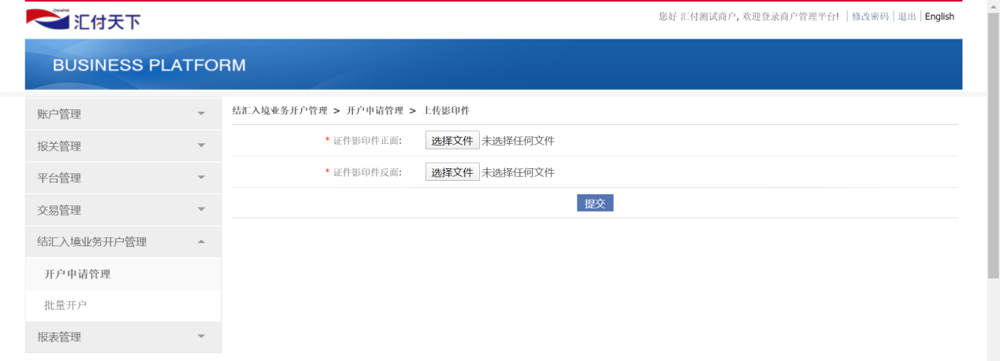 ChinaPnR
汇付天下
您好 汇付测试商户, 欢迎登录商户管理平台! | 修改密码 | 退出 | English
BUSINESS PLATFORM
账户管理
报关管理
平台管理
交易管理
结汇入境业务开户管理
开户申请管理
批量开户
报表管理
结汇入境业务开户管理 > 开户申请管理 > 上传影印件
* 证件影印件正面: 选择文件 未选择任何文件
* 证件影印件反面: 选择文件 未选择任何文件
提交